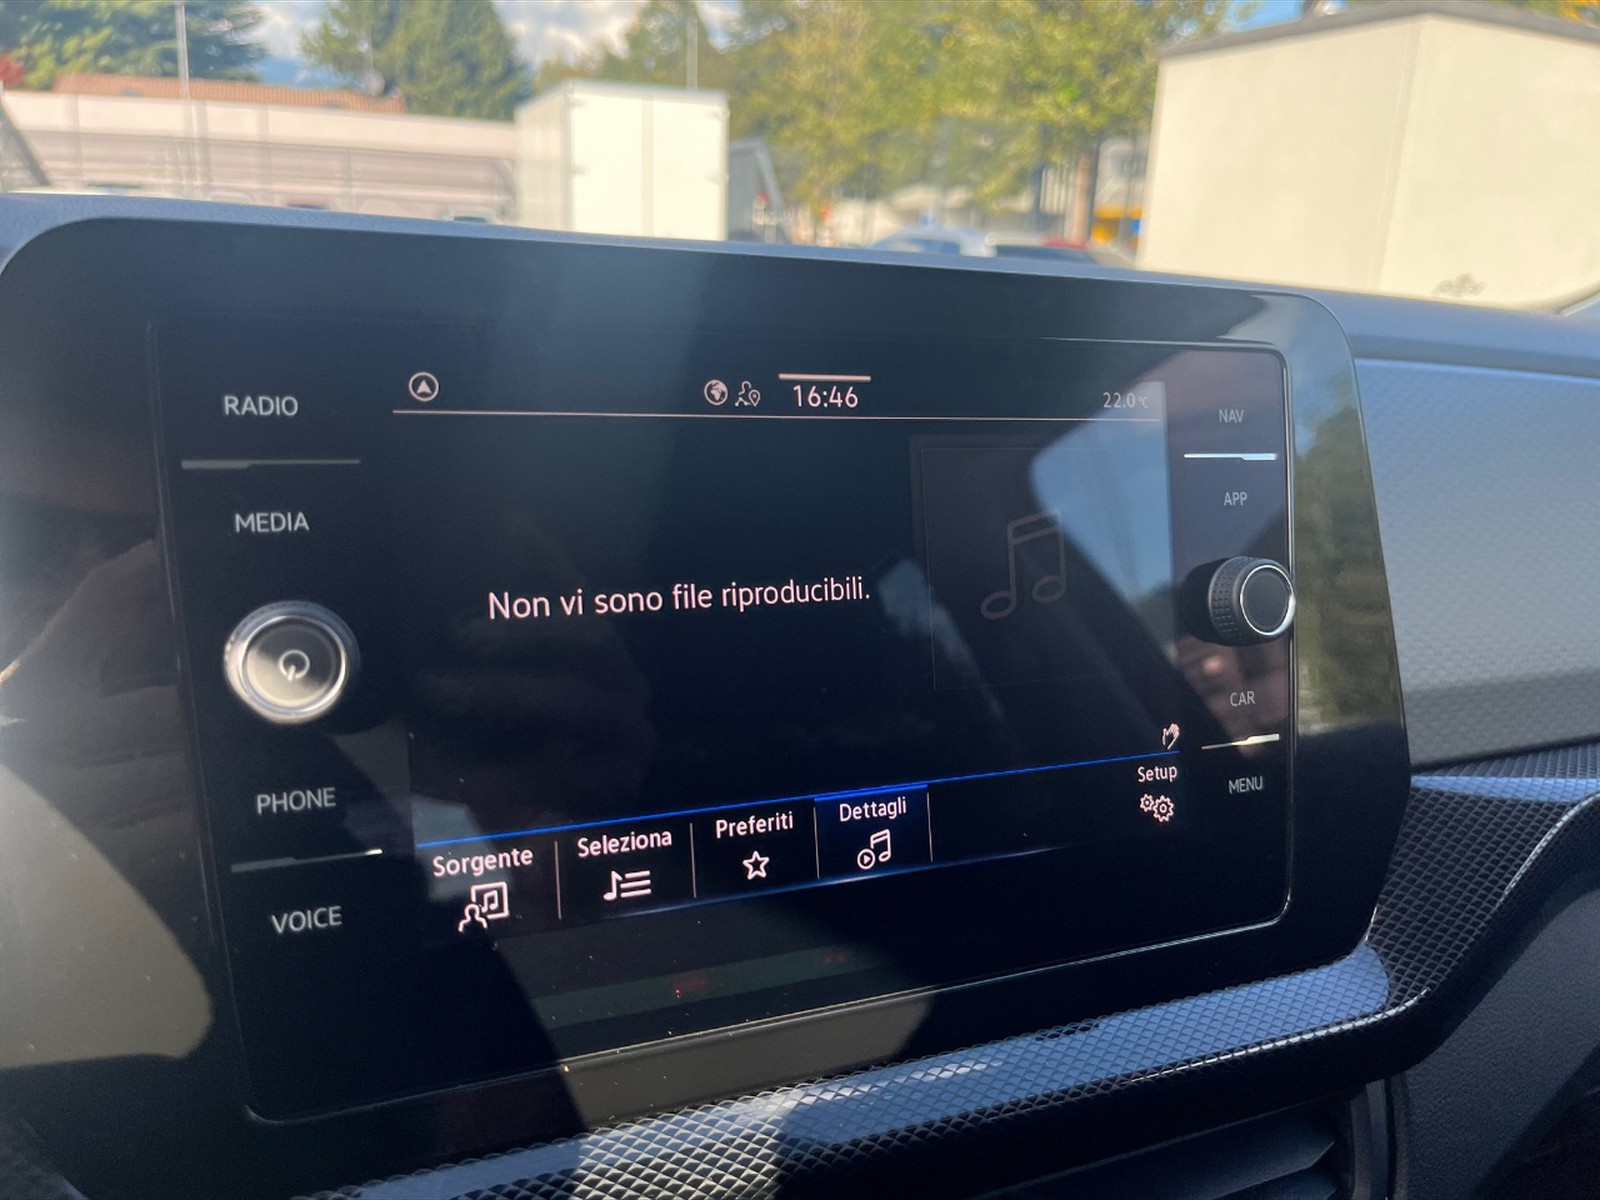 RADIO
MEDIA
PHONE
VOICE
16:46
22.0°C
Non vi sono file riproducibili.
Sorgente
Seleziona
Preferiti
Dettagli
Setup
NAV
APP
CAR
MENU